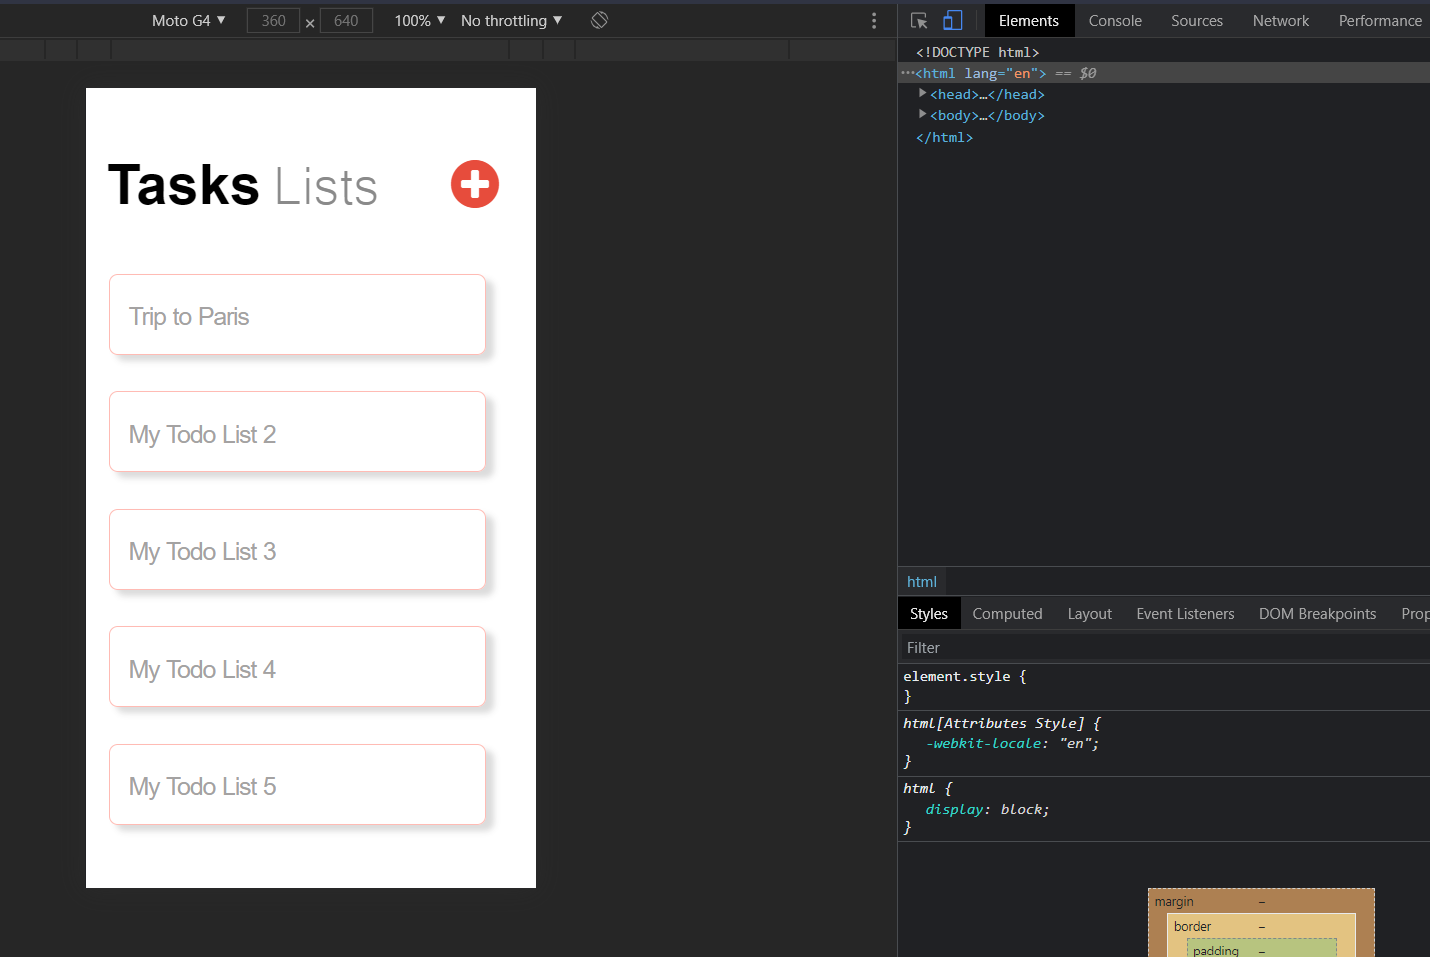 Moto G4 ▼ 360 × 640 100% ▼ No throttling ▼
Elements Console Sources Network Performance
<!DOCTYPE html>
···<html lang="en"> == $0
▶<head>…</head>
▶<body>…</body>
</html>
Tasks Lists
Trip to Paris
My Todo List 2
My Todo List 3
My Todo List 4
My Todo List 5
html
Styles Computed Layout Event Listeners DOM Breakpoints Prop
Filter
element.style {
}
html[Attributes Style] {
-webkit-locale: "en";
}
html {
display: block;
}
margin –
border –
padding –